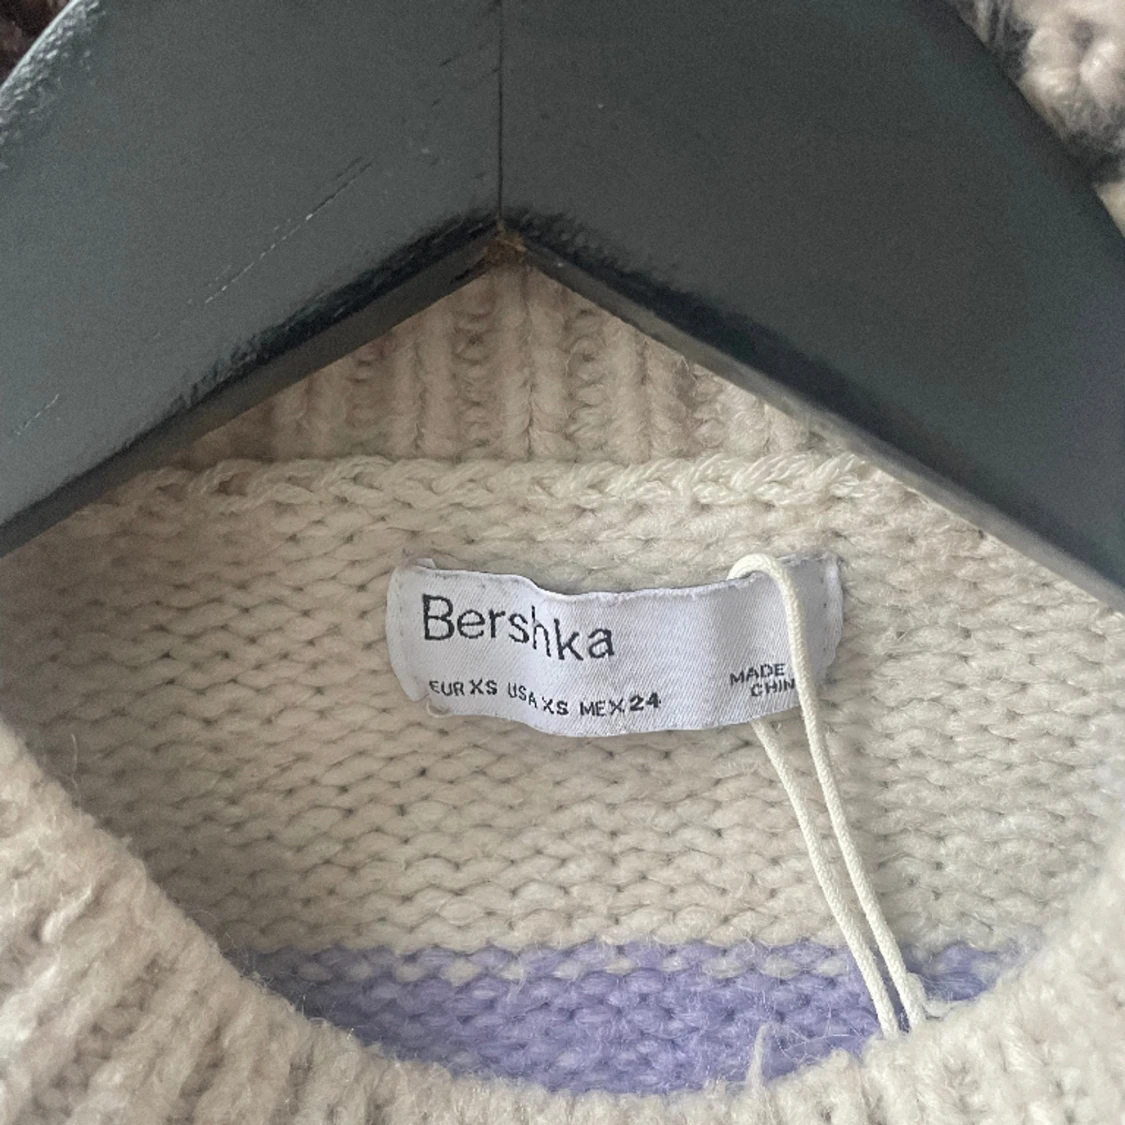 Bershka
EUR XS USA XS MEX 24
MADE
CHIN